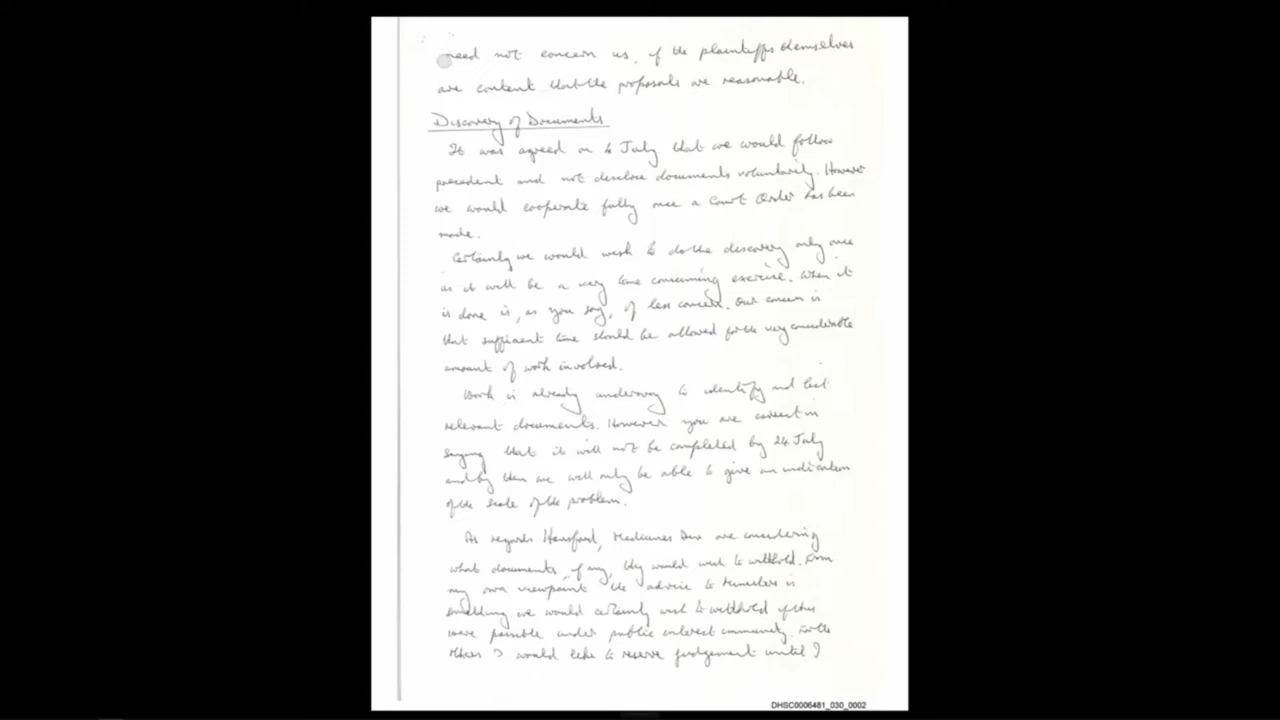 need not concern us, if the plaintiffs themselves
are content that the proposals are reasonable.
Discovery of Documents
It was agreed on 4 July that we would follow
precedent and not disclose documents voluntarily. However
we would cooperate fully once a Court Order has been
made.
Certainly we would wish to do the discovery only once
as it will be a very time consuming exercise. When it
is done is, as you say, of less concern. Our concern is
that sufficient time should be allowed for the very considerable
amount of work involved.
Work is already underway to identify and list
relevant documents. However you are correct in
saying that it will not be completed by 24 July
and by then we will only be able to give an indication
of the scale of the problem.
As regards Hansford, Medicines Div are considering
what documents, if any, they would wish to withhold. From
my own viewpoint the advice to Ministers is
something we would certainly wish to withhold if this
were possible under public interest immunity. For the
others I would like to reserve judgement until I
DHSC0006481_030_0002